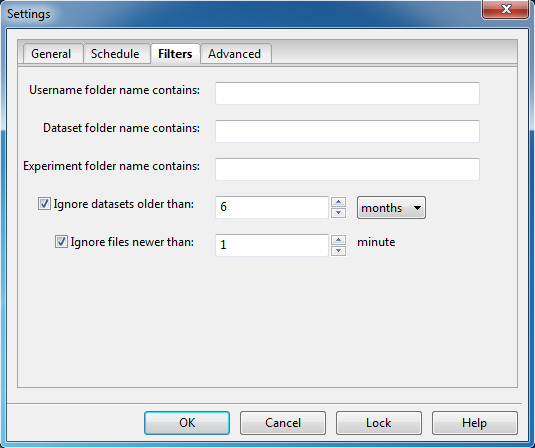 Settings
General Schedule Filters Advanced
Username folder name contains:
Dataset folder name contains:
Experiment folder name contains:
Ignore datasets older than: 6 months
Ignore files newer than: 1 minute
OK Cancel Lock Help